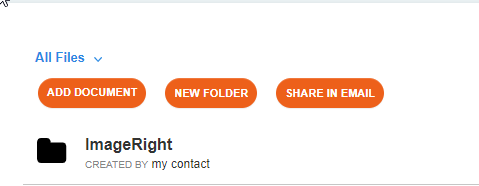 All Files
ADD DOCUMENT NEW FOLDER SHARE IN EMAIL
ImageRight
CREATED BY my contact